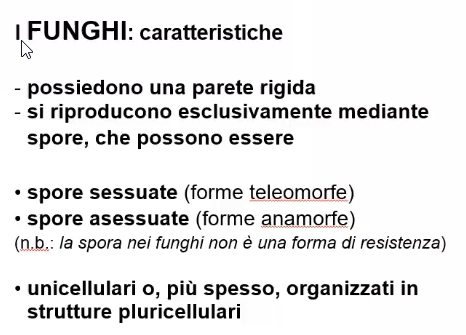 I FUNGHI: caratteristiche
- possiedono una parete rigida
- si riproducono esclusivamente mediante
spore, che possono essere
• spore sessuate (forme teleomorfe)
• spore asessuate (forme anamorfe)
(n.b.: la spora nei funghi non è una forma di resistenza)
• unicellulari o, più spesso, organizzati in
strutture pluricellulari